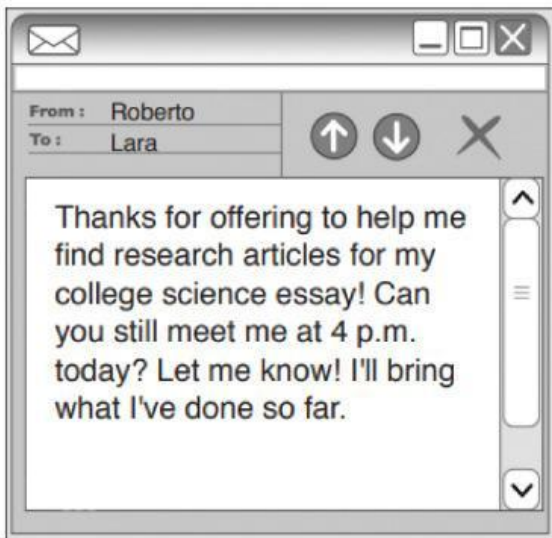 From: Roberto
To: Lara
Thanks for offering to help me
find research articles for my
college science essay! Can
you still meet me at 4 p.m.
today? Let me know! I'll bring
what I've done so far.